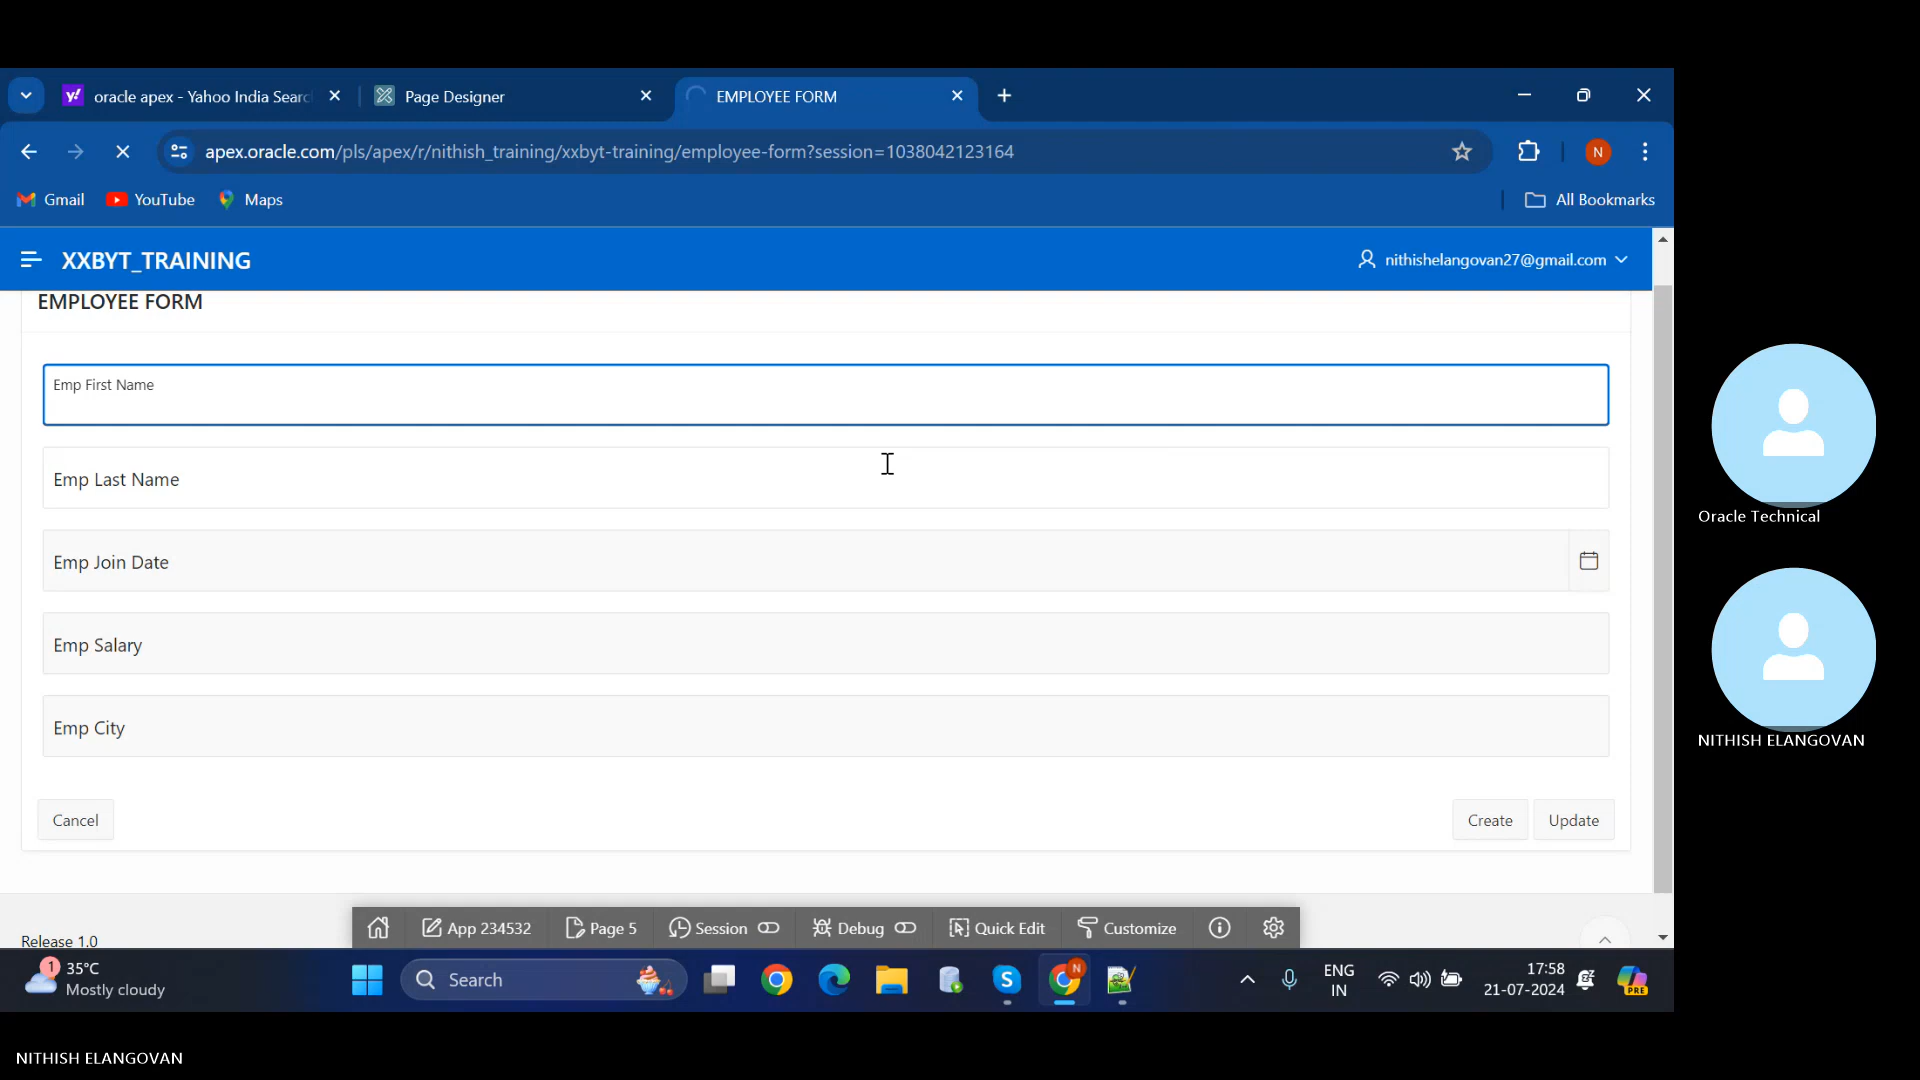 oracle apex - Yahoo India Searc
Page Designer
EMPLOYEE FORM
apex.oracle.com/pls/apex/r/nithish_training/xxbyt-training/employee-form?session=1038042123164
N
Gmail
YouTube
Maps
All Bookmarks
XXBYT_TRAINING
nithishelangovan27@gmail.com
EMPLOYEE FORM
Emp First Name
Emp Last Name
Emp Join Date
Emp Salary
Emp City
Cancel
Create
Update
App 234532
Page 5
Session
Debug
Quick Edit
Customize
Release 1.0
1
35°C
Mostly cloudy
Search
S
N
ENG
IN
17:58
21-07-2024
PRE
Oracle Technical
NITHISH ELANGOVAN
NITHISH ELANGOVAN